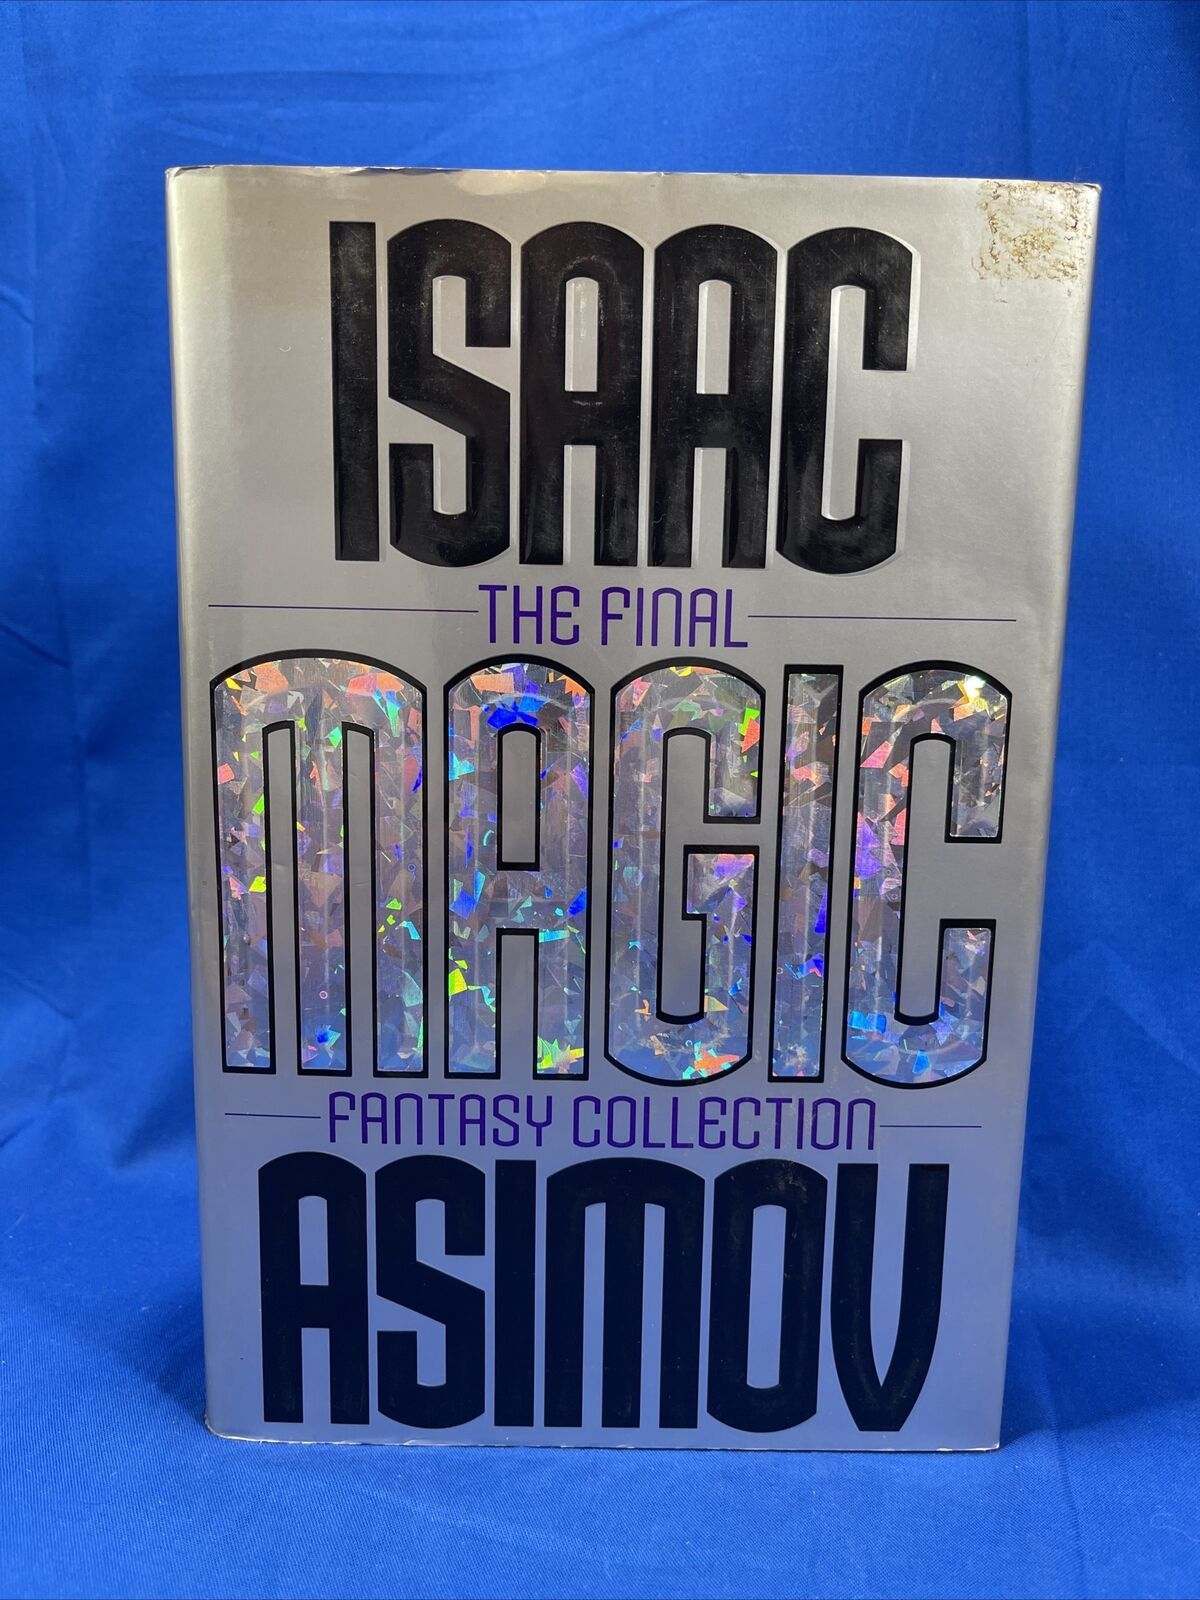 ISAAC
THE FINAL
MAGIC
FANTASY COLLECTION
ASIMOV